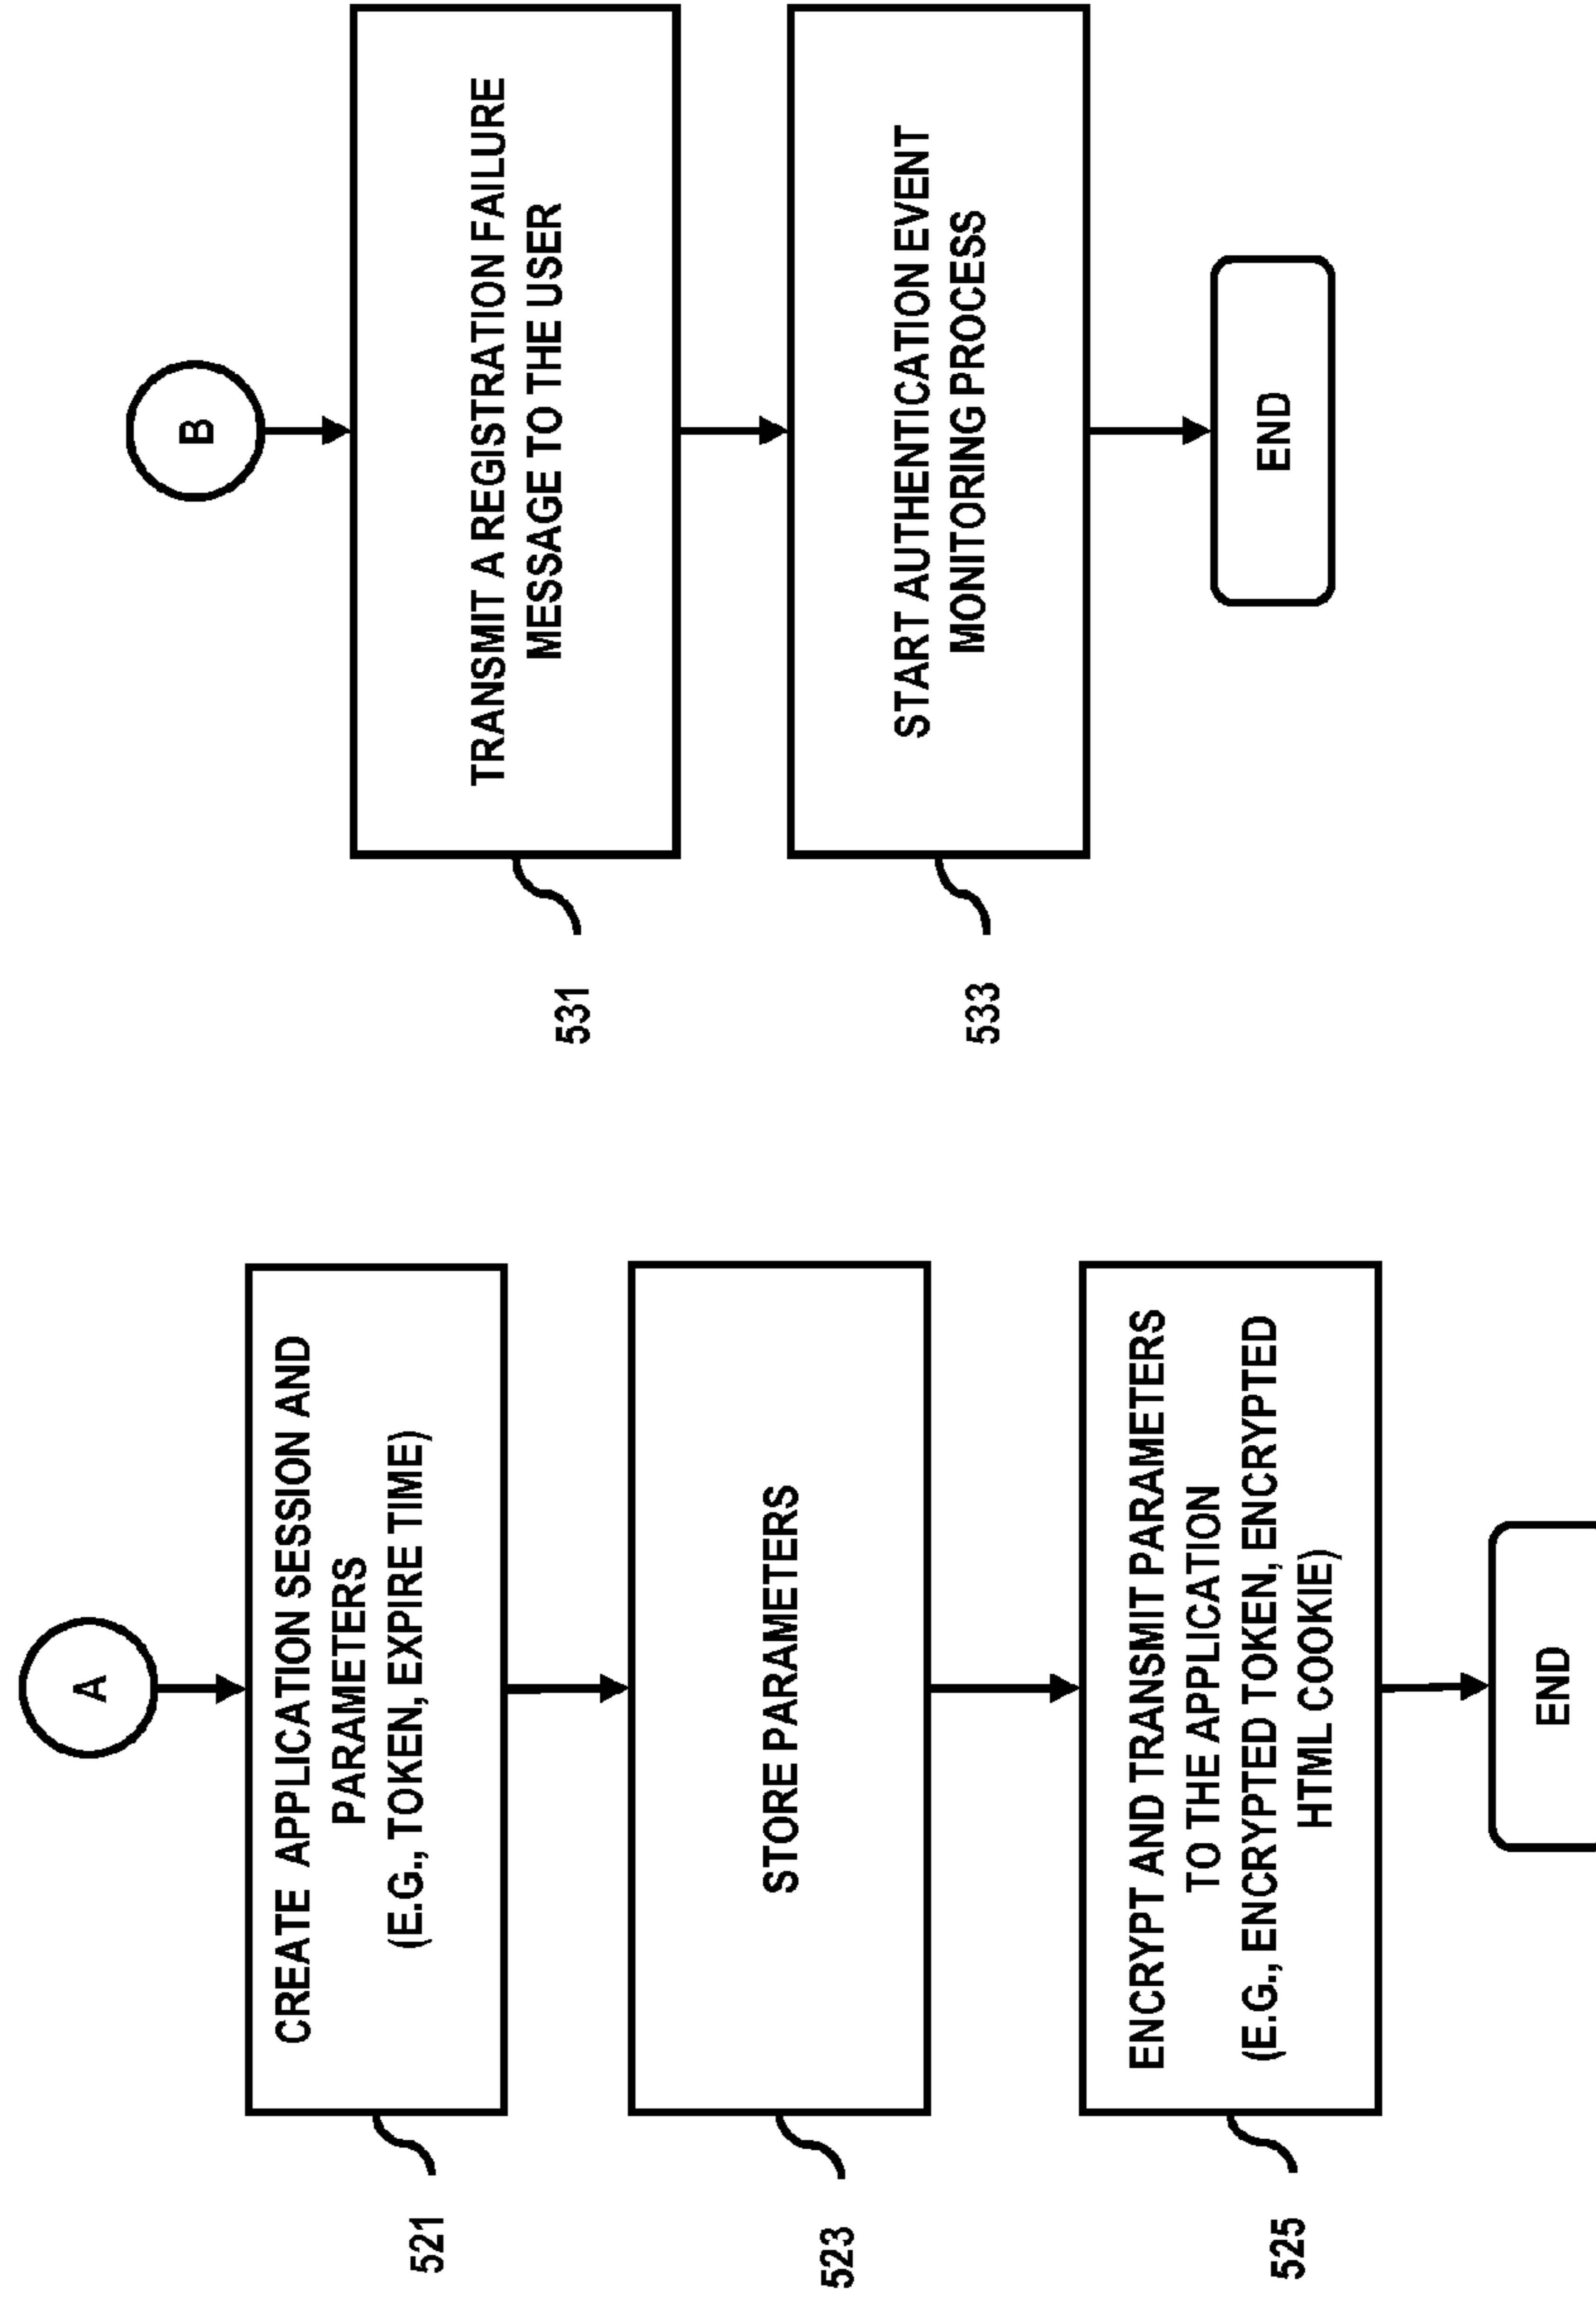 A
CREATE APPLICATION SESSION AND
PARAMETERS
(E.G., TOKEN, EXPIRE TIME)
521
STORE PARAMETERS
523
ENCRYPT AND TRANSMIT PARAMETERS
TO THE APPLICATION
(E.G., ENCRYPTED TOKEN, ENCRYPTED
HTML COOKIE)
525
END
B
TRANSMIT A REGISTRATION FAILURE
MESSAGE TO THE USER
531
START AUTHENTICATION EVENT
MONITORING PROCESS
533
END